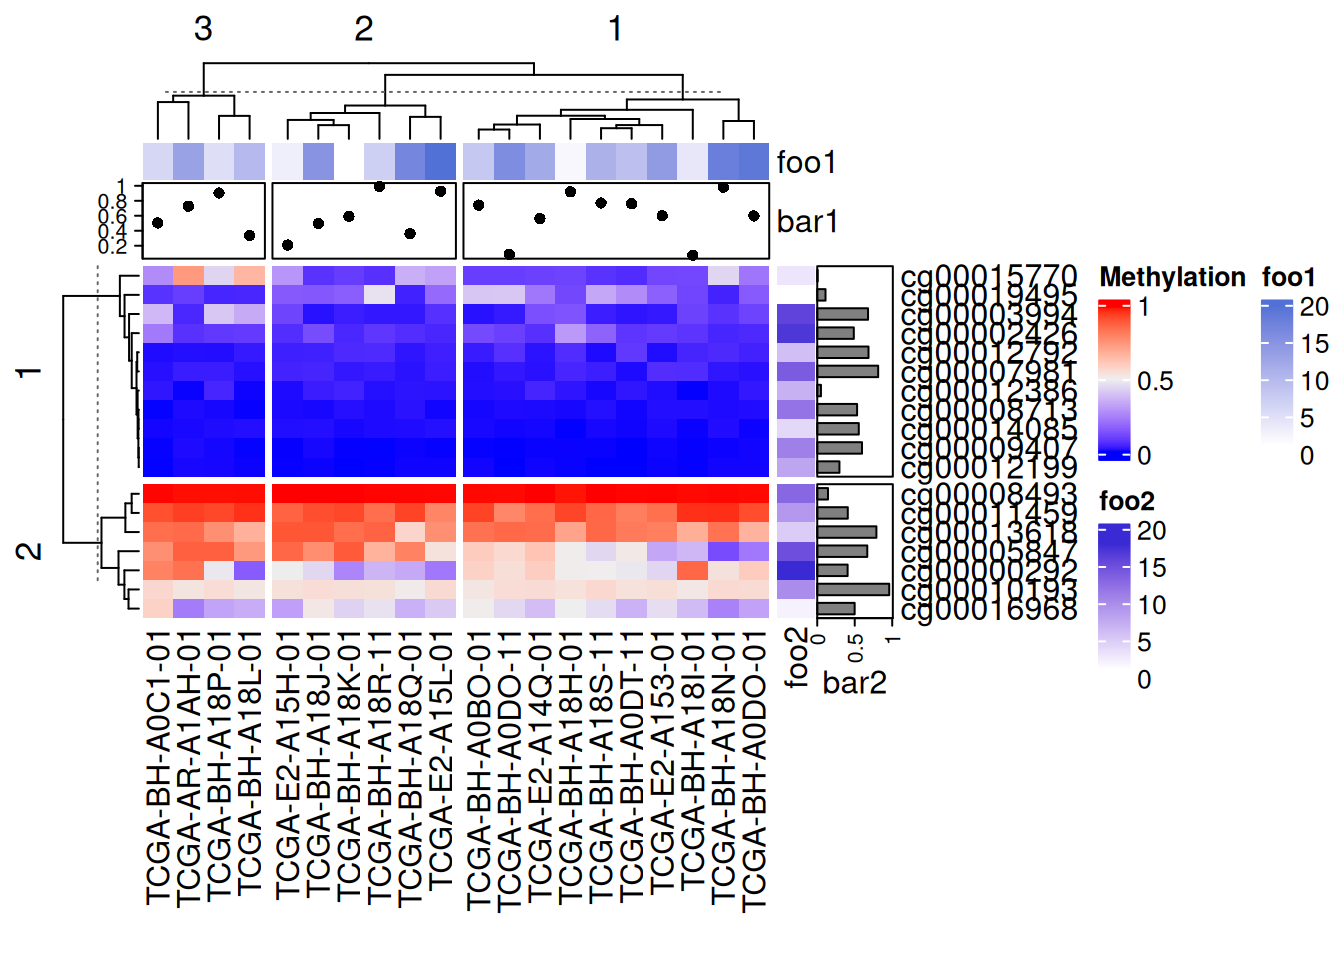 3 2 1
foo1
1
0.8
0.6
0.4
0.2
bar1
1
2
cg00015770
cg00019495
cg00003994
cg00002426
cg00012792
cg00007981
cg00012386
cg00008713
cg00014085
cg00009407
cg00012199
cg00008493
cg00011459
cg00013618
cg00005847
cg00000292
cg00010193
cg00016968
TCGA-BH-A0C1-01
TCGA-AR-A1AH-01
TCGA-BH-A18P-01
TCGA-BH-A18L-01
TCGA-E2-A15H-01
TCGA-BH-A18J-01
TCGA-BH-A18K-01
TCGA-BH-A18R-11
TCGA-BH-A18Q-01
TCGA-E2-A15L-01
TCGA-BH-A0BO-01
TCGA-BH-A0DO-11
TCGA-E2-A14Q-01
TCGA-BH-A18H-01
TCGA-BH-A18S-11
TCGA-BH-A0DT-11
TCGA-E2-A153-01
TCGA-BH-A18I-01
TCGA-BH-A18N-01
TCGA-BH-A0DO-01
foo2
0 0.5 1
bar2
Methylation
1
0.5
0
foo1
20
15
10
5
0
foo2
20
15
10
5
0